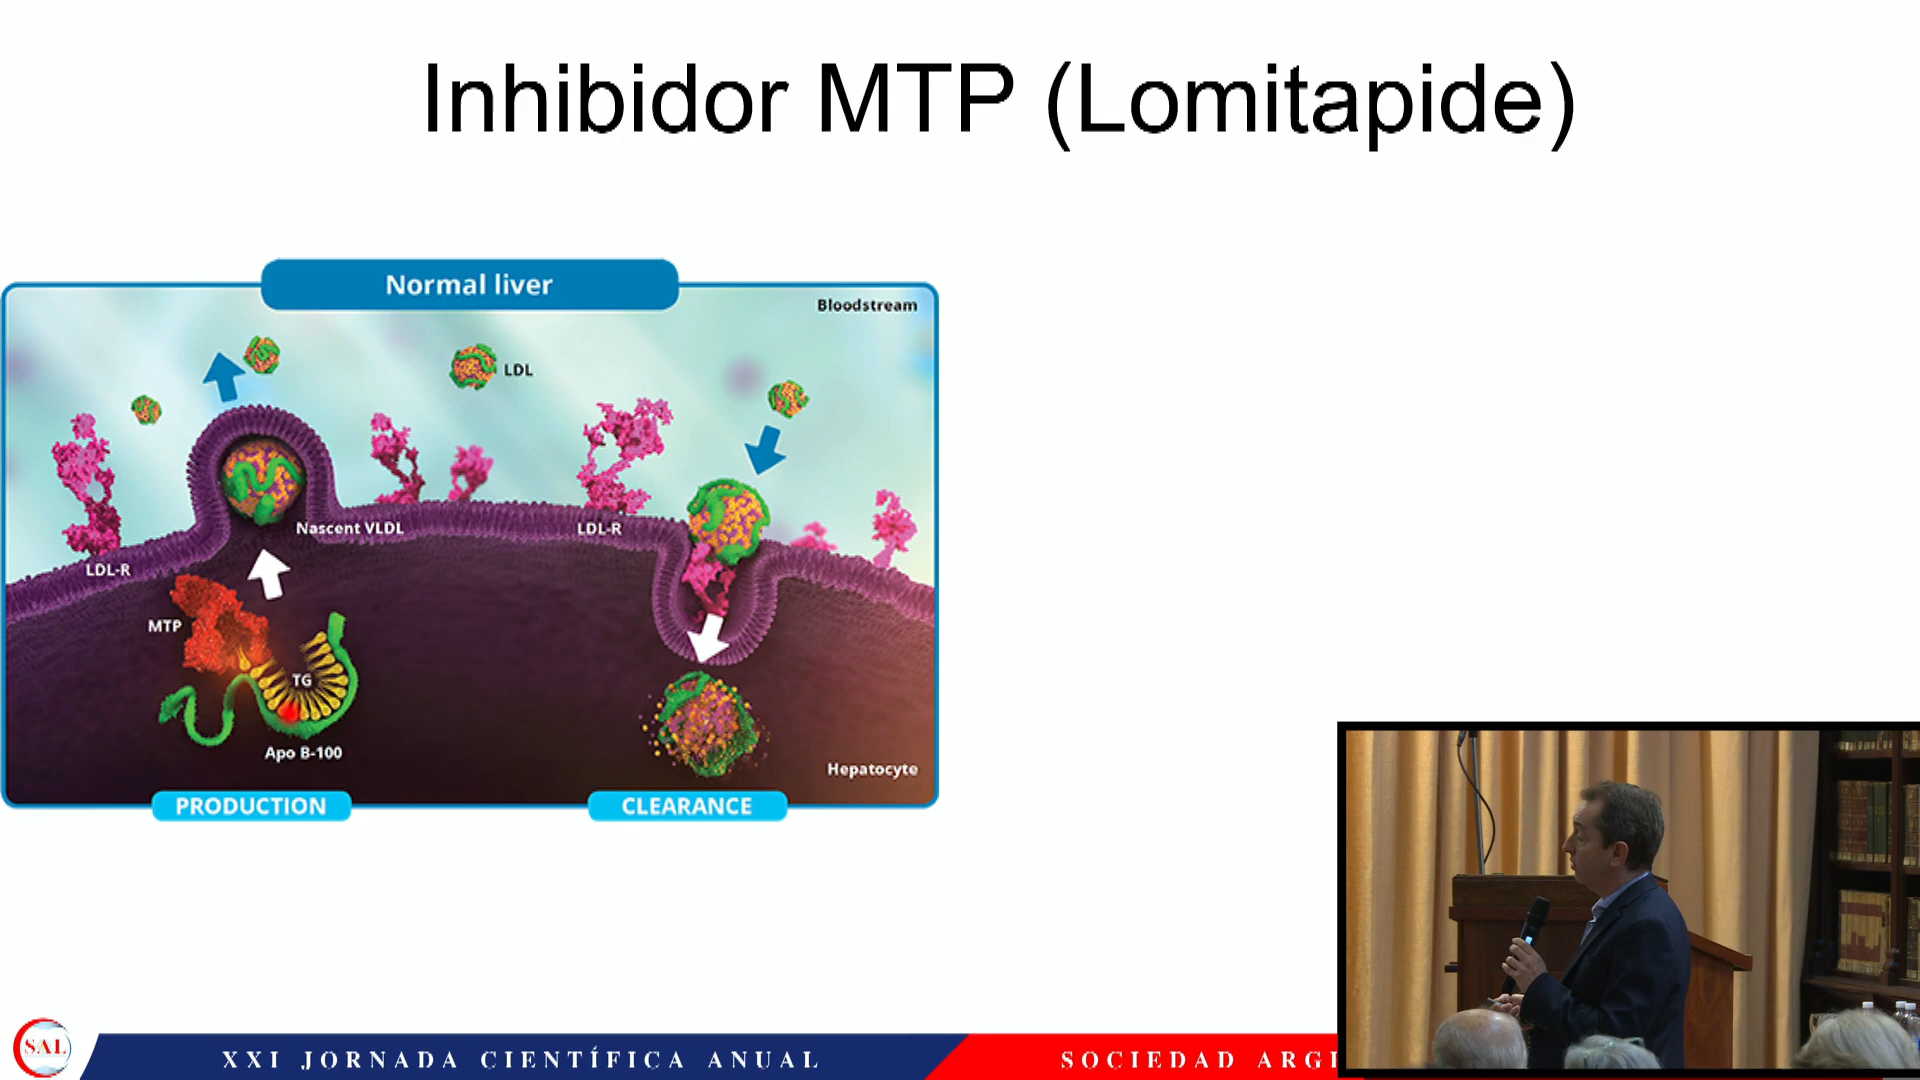 Inhibidor MTP (Lomitapide)
Normal liver
Bloodstream
LDL
Nascent VLDL
LDL-R
LDL-R
MTP
TG
Apo B-100
Hepatocyte
PRODUCTION
CLEARANCE
SAL
XXI JORNADA CIENTÍFICA ANUAL
SOCIEDAD